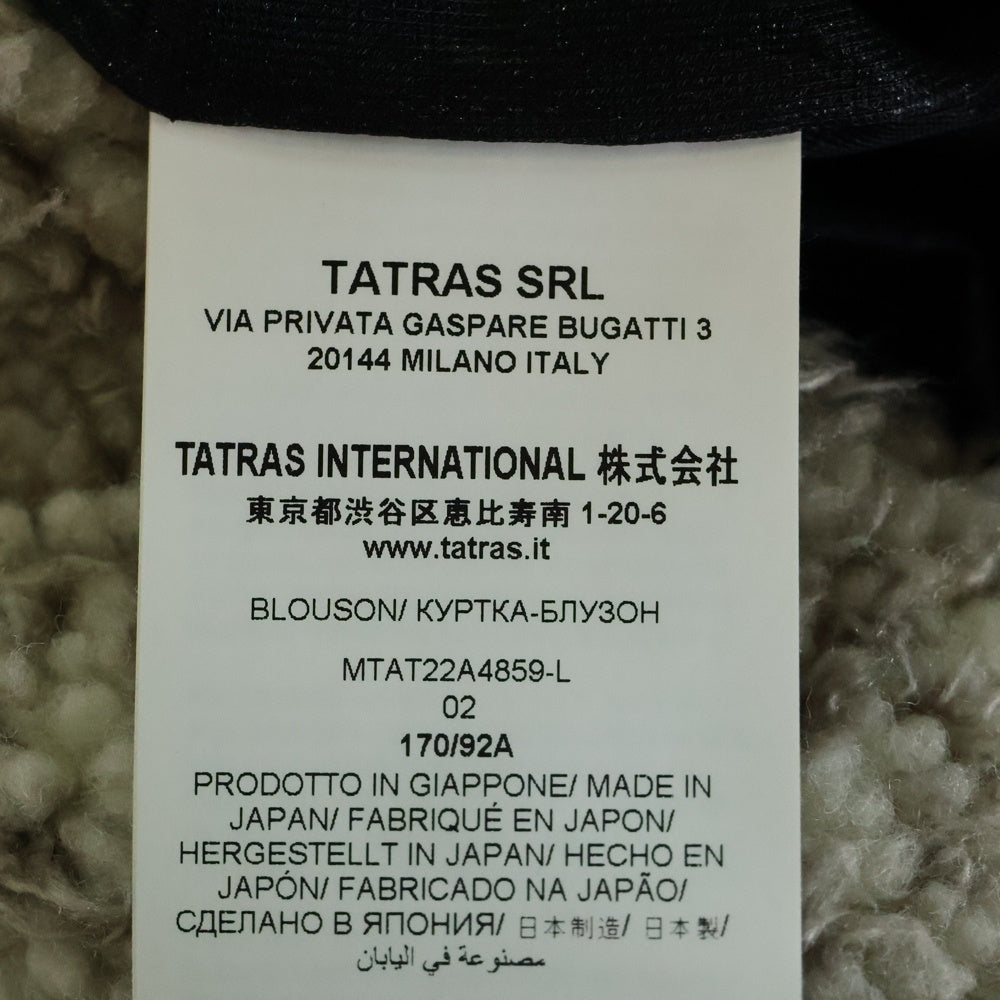 TATRAS SRL
VIA PRIVATA GASPARE BUGATTI 3
20144 MILANO ITALY
TATRAS INTERNATIONAL 株式会社
東京都渋谷区恵比寿南 1-20-6
www.tatras.it
BLOUSON/ КУРТКА-БЛУЗОН
MTAT22A4859-L
02
170/92A
PRODOTTO IN GIAPPONE/ MADE IN
JAPAN/ FABRIQUÉ EN JAPON/
HERGESTELLT IN JAPAN/ HECHO EN
JAPÓN/ FABRICADO NA JAPÃO/
СДЕЛАНО В ЯПОНИЯ/ 日本制造/ 日本製/
مصنوعة في اليابان